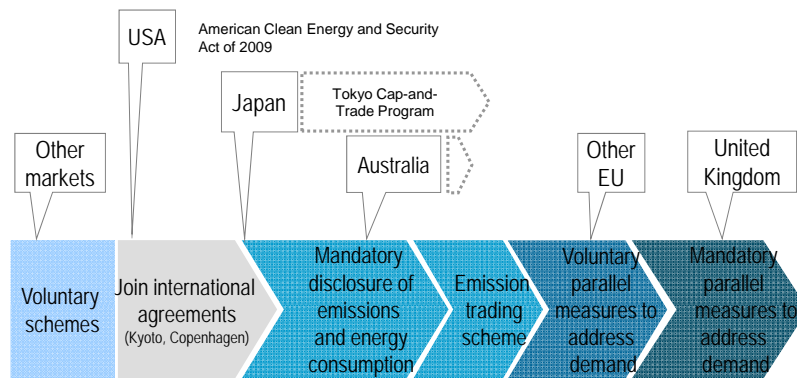 USA
American Clean Energy and Security
Act of 2009
Japan
Tokyo Cap-and-
Trade Program
Other
markets
Australia
Other
EU
United
Kingdom
Voluntary
schemes
Join international
agreements
(Kyoto, Copenhagen)
Mandatory
disclosure of
emissions
and energy
consumption
Emission
trading
scheme
Voluntary
parallel
measures to
address
demand
Mandatory
parallel
measures to
address
demand